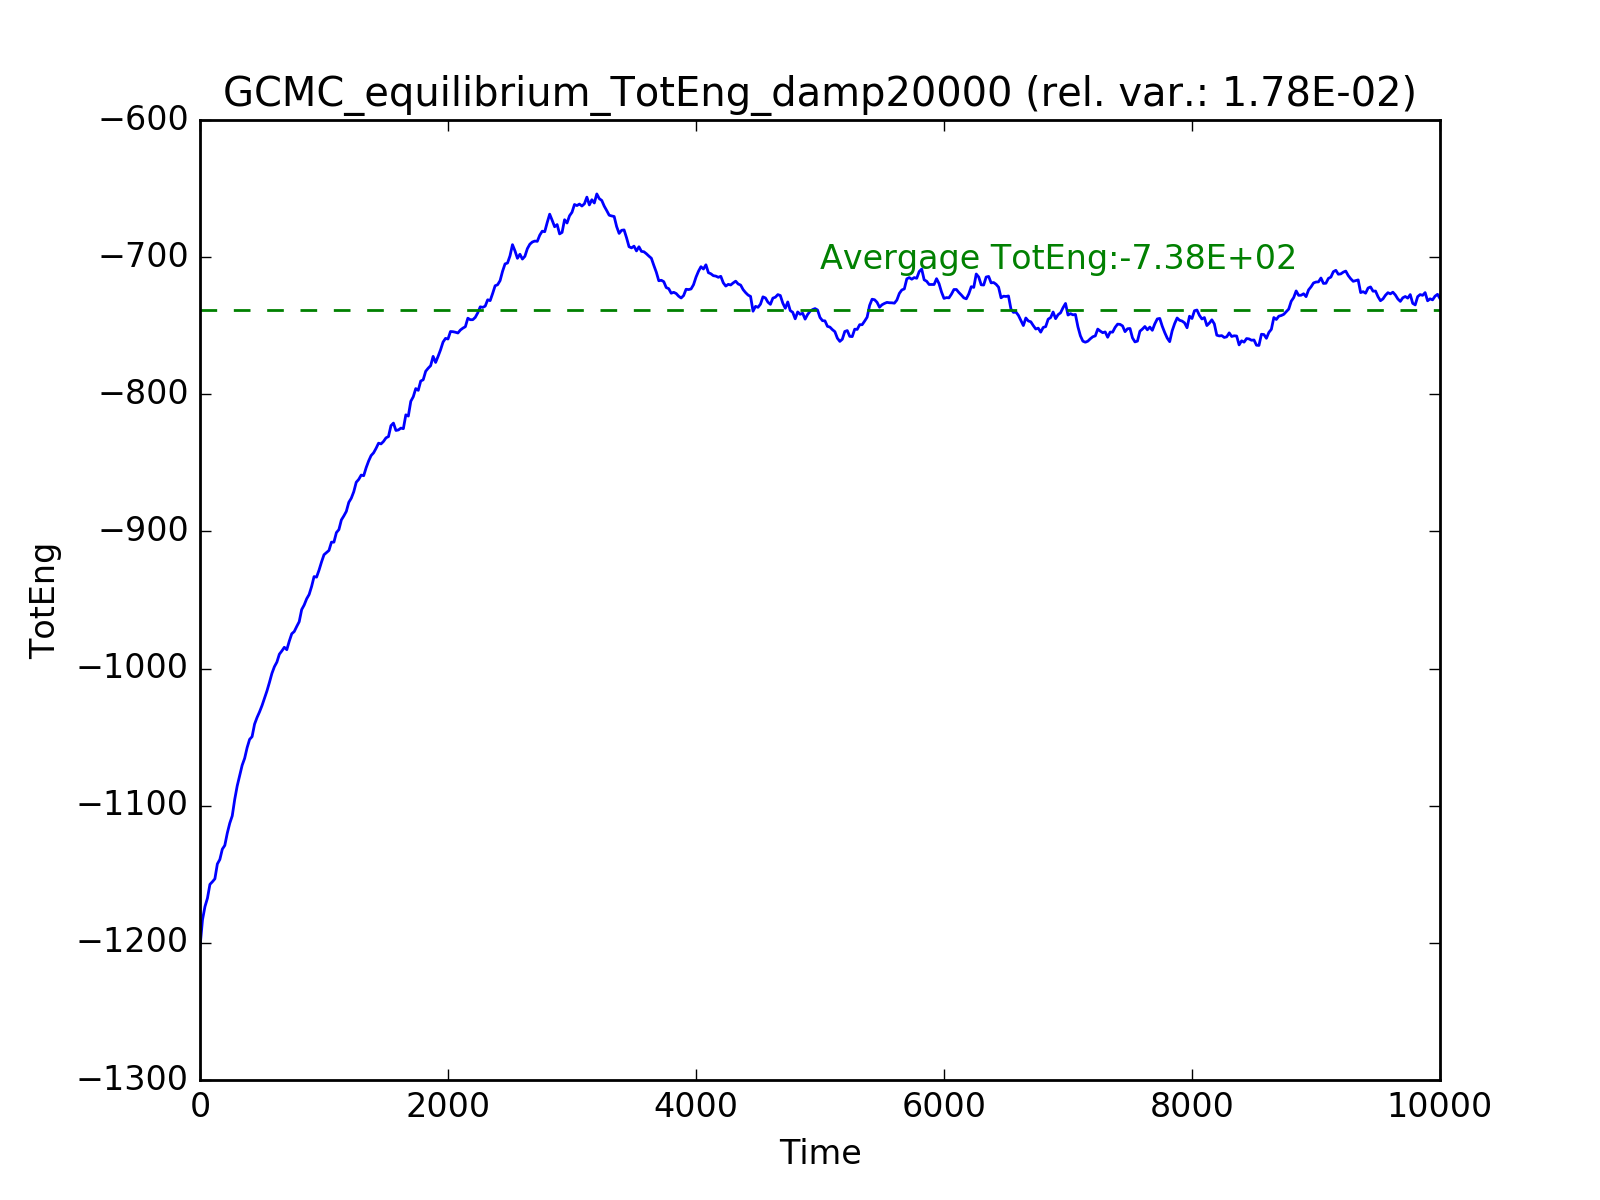 GCMC_equilibrium_TotEng_damp20000 (rel. var.: 1.78E-02)
−600
−700
Avergage TotEng:-7.38E+02
−800
−900
TotEng
−1000
−1100
−1200
−1300
0 2000 4000 6000 8000 10000
Time